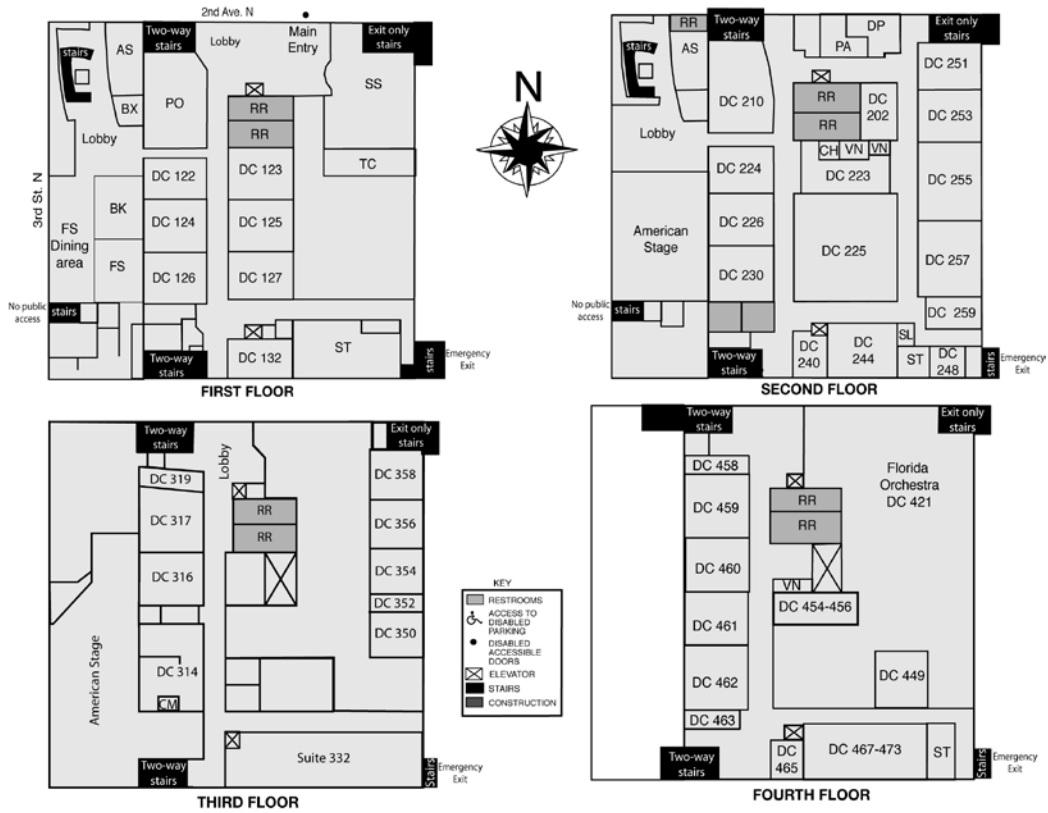 2nd Ave. N
Two-way
stairs
Lobby
Main
Entry
Exit only
stairs
stairs
AS
BX
PO
SS
RR
RR
Lobby
TC
DC 122
DC 123
3rd St. N
BK
DC 124
DC 125
FS
Dining
area
FS
DC 126
DC 127
No public
access
stairs
DC 132
ST
Two-way
stairs
stairs
Emergency
Exit
FIRST FLOOR
N
RR
Two-way
stairs
DP
PA
Exit only
stairs
stairs
AS
DC 251
DC 210
RR
RR
DC
202
DC 253
Lobby
CH
VN
VN
DC 224
DC 223
DC 255
American
Stage
DC 226
DC 225
DC 230
DC 257
No public
access
stairs
DC
259
DC
240
DC
244
SL
ST
DC
248
Two-way
stairs
stairs
Emergency
Exit
SECOND FLOOR
Two-way
stairs
Lobby
Exit only
stairs
DC 319
DC 358
DC 317
RR
RR
DC 356
DC 316
DC 354
DC 352
DC 350
American Stage
DC 314
CM
Suite 332
Two-way
stairs
Stairs
Emergency
Exit
THIRD FLOOR
KEY
RESTROOMS
ACCESS TO
DISABLED
PARKING
DISABLED
ACCESSIBLE
DOORS
ELEVATOR
STAIRS
CONSTRUCTION
Two-way
stairs
Exit only
stairs
DC 458
Florida
Orchestra
DC 421
DC 459
RR
RR
DC 460
VN
DC 454-456
DC 461
DC 462
DC 449
DC 463
DC
465
DC 467-473
ST
Two-way
stairs
Stairs
Emergency
Exit
FOURTH FLOOR